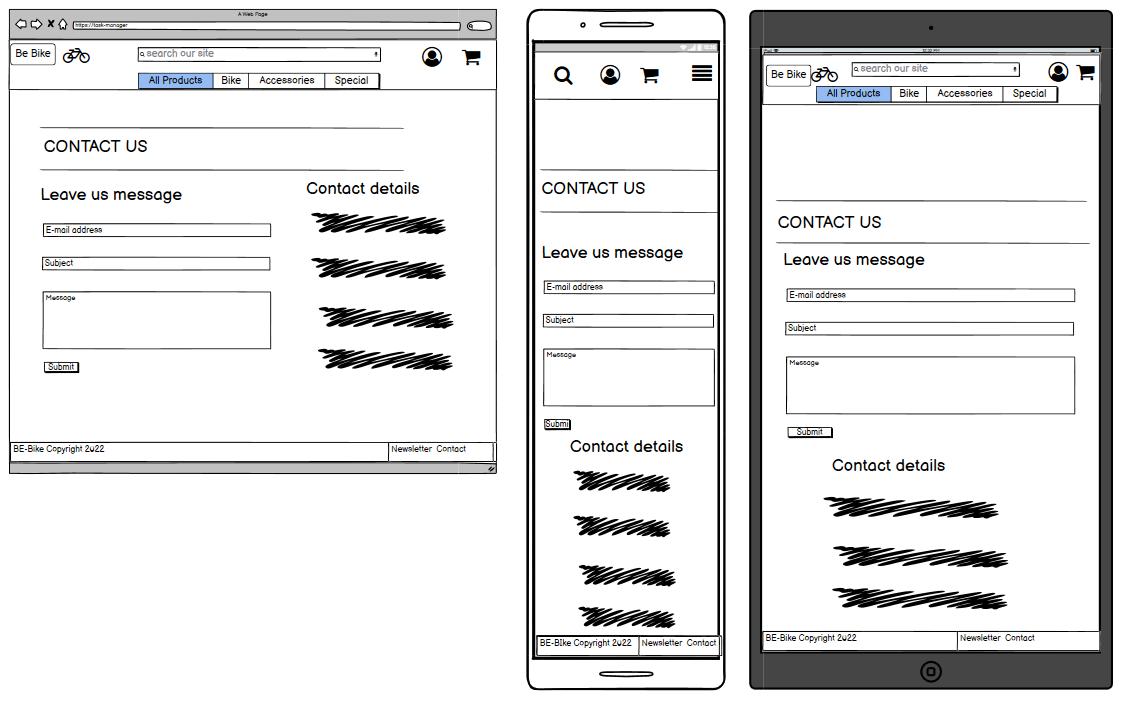 A Web Page
https://task-manager
Be Bike
search our site
All Products Bike Accessories Special
CONTACT US
Leave us message
Contact details
E-mail address
Subject
Message
Submit
BE-Bike Copyright 2022
Newsletter Contact
CONTACT US
Leave us message
E-mail address
Subject
Message
Submi
Contact details
BE-Bike Copyright 2022
Newsletter Contact
Be Bike
search our site
All Products Bike Accessories Special
CONTACT US
Leave us message
E-mail address
Subject
Message
Submit
Contact details
BE-Bike Copyright 2022
Newsletter Contact